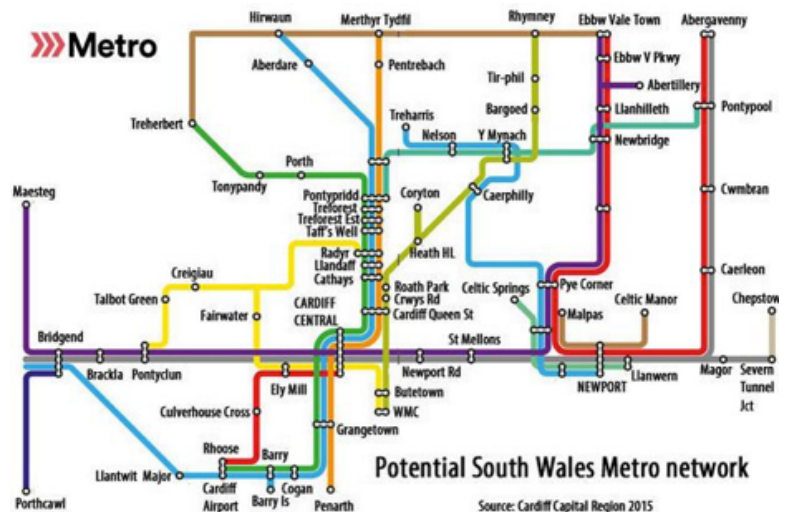 Metro
Hirwaun
Merthyr Tydfil
Rhymney
Ebbw Vale Town
Abergavenny
Aberdare
Pentrebach
Ebbw V Pkwy
Tir-phil
Abertillery
Treherbert
Bargoed
Llanhilleth
Pontypool
Treharris
Nelson
Y Mynach
Newbridge
Porth
Tonypandy
Maesteg
Pontypridd
Treforest
Treforest Est
Taff's Well
Coryton
Caerphilly
Cwmbran
Radyr
Llandaff
Cathays
Heath HL
Creigiau
Talbot Green
Roath Park
Crwys Rd
Cardiff Queen St
Celtic Springs
Pye Corner
Caerleon
Malpas
Celtic Manor
Chepstow
Fairwater
CARDIFF
CENTRAL
Bridgend
St Mellons
Brackla
Pontyclun
Ely Mill
Newport Rd
NEWPORT
Llanwern
Magor
Severn
Tunnel
Jct
Butetown
WMC
Culverhouse Cross
Grangetown
Rhoose
Barry
Llantwit Major
Cardiff
Airport
Barry Is
Cogan
Penarth
Porthcawl
Potential South Wales Metro network
Source: Cardiff Capital Region 2015